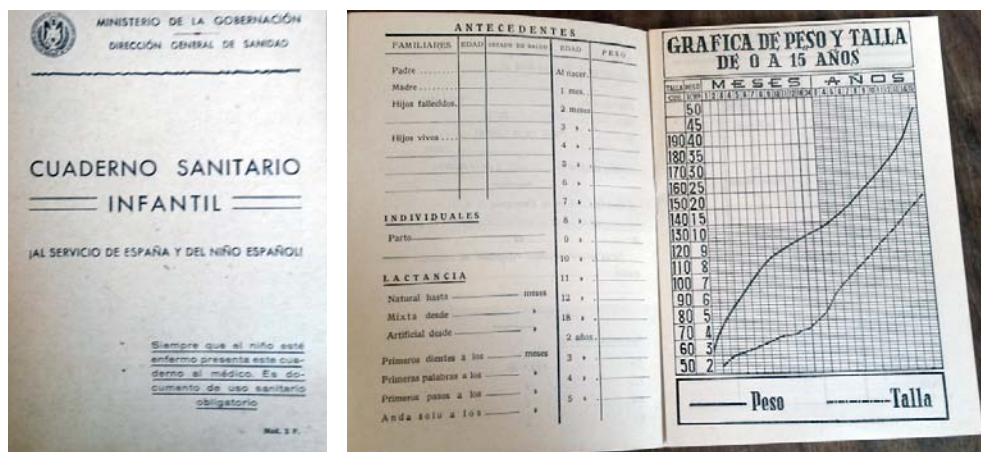 MINISTERIO DE LA GOBERNACIÓN
DIRECCIÓN GENERAL DE SANIDAD
CUADERNO SANITARIO
INFANTIL
¡AL SERVICIO DE ESPAÑA Y DEL NIÑO ESPAÑOL!
Siempre que el niño esté
enfermo presenta este cua-
derno al médico. Es do-
cumento de uso sanitario
obligatorio
Mod. 2 F.
ANTECEDENTES
FAMILIARES EDAD ESTADO DE SALUD EDAD PESO
Padre
Al nacer.
Madre
1 mes.
Hijos fallecidos.
2 meses
3 »
Hijos vivos
4 »
5 »
6 »
7 »
INDIVIDUALES
8 »
Parto
9 »
10 »
LACTANCIA
11 »
Natural hasta meses
12 »
Mixta desde »
18 »
Artificial desde »
2 años
Primeros dientes a los meses
3 »
Primeras palabras a los »
4 »
Primeros pasos a los »
5 »
Anda solo a los »
GRAFICA DE PESO Y TALLA
DE 0 A 15 AÑOS
TALLA PESO MESES AÑOS
50
45
190 40
180 35
170 30
160 25
150 20
140 15
130 10
120 9
110 8
100 7
90 6
80 5
70 4
60 3
50 2
Peso Talla